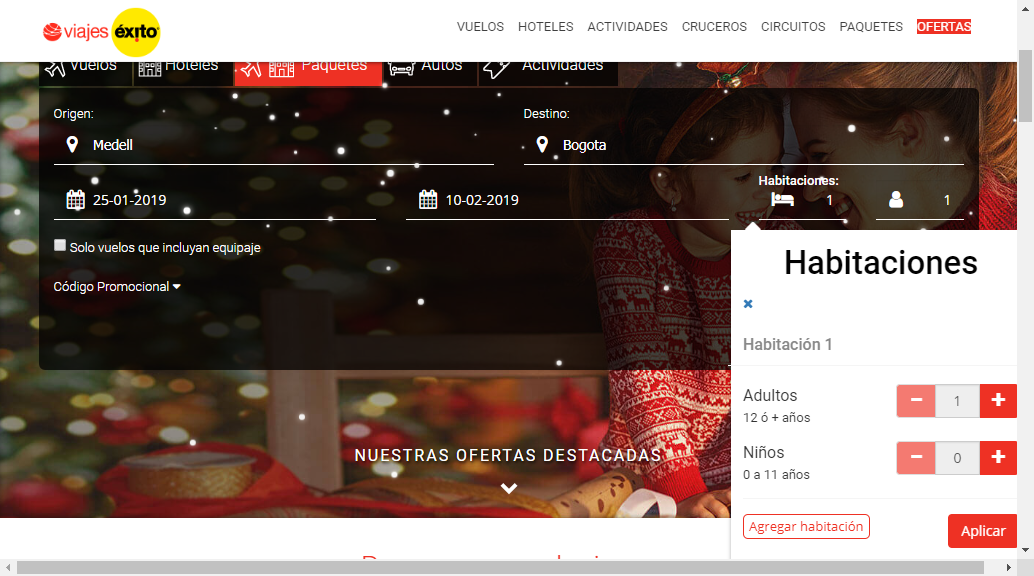 viajes éxito
VUELOS HOTELES ACTIVIDADES CRUCEROS CIRCUITOS PAQUETES OFERTAS
Vuelos Hoteles Paquetes Autos Actividades
Origen: Destino:
Medell Bogota
Habitaciones:
25-01-2019 10-02-2019 1 1
Solo vuelos que incluyan equipaje
Código Promocional
Habitaciones
Habitación 1
Adultos
12 ó + años
1
Niños
0 a 11 años
0
Agregar habitación Aplicar
NUESTRAS OFERTAS DESTACADAS